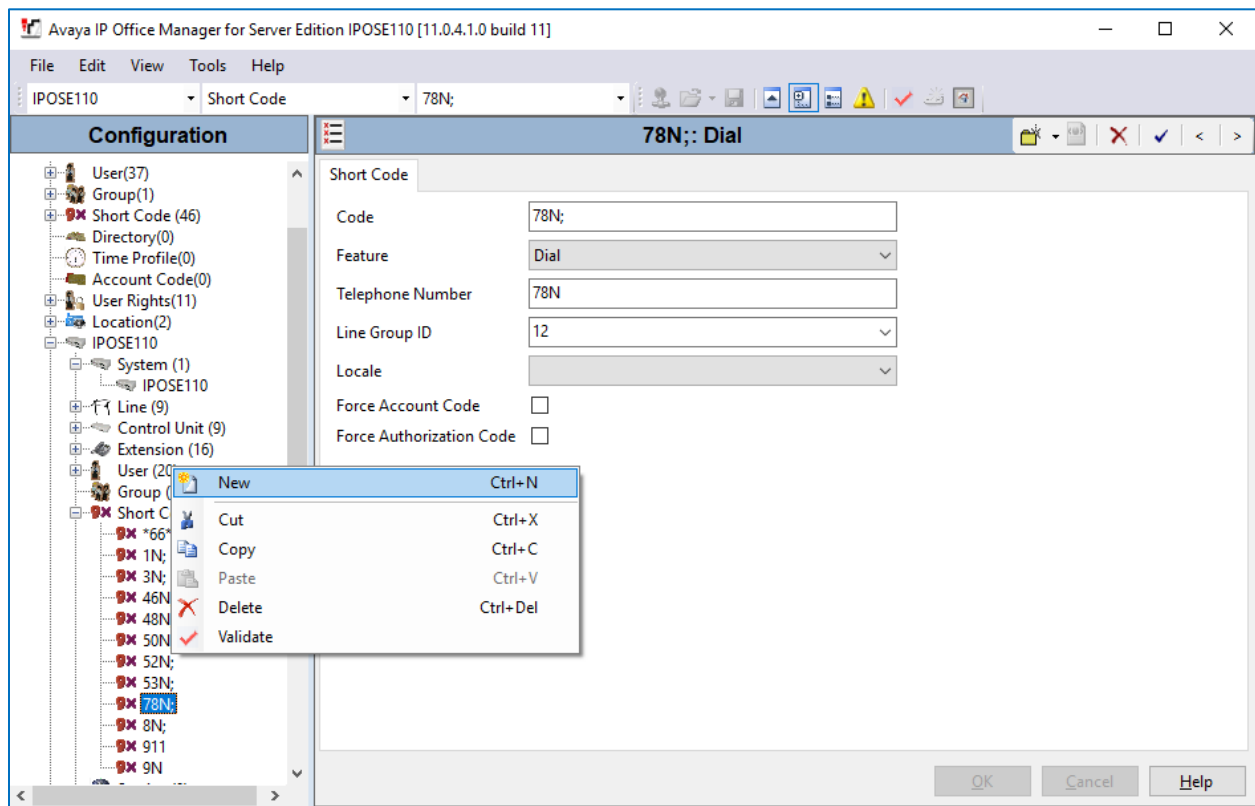 Avaya IP Office Manager for Server Edition IPOSE110 [11.0.4.1.0 build 11]
File Edit View Tools Help
IPOSE110 Short Code 78N;
Configuration
78N;: Dial
User(37)
Group(1)
Short Code (46)
Directory(0)
Time Profile(0)
Account Code(0)
User Rights(11)
Location(2)
IPOSE110
System (1)
IPOSE110
Line (9)
Control Unit (9)
Extension (16)
User (20)
Group (
Short C
*66*
1N;
3N;
46N
48N
50N
52N;
53N;
78N;
8N;
911
9N
New Ctrl+N
Cut Ctrl+X
Copy Ctrl+C
Paste Ctrl+V
Delete Ctrl+Del
Validate
Short Code
Code 78N;
Feature Dial
Telephone Number 78N
Line Group ID 12
Locale
Force Account Code
Force Authorization Code
OK Cancel Help